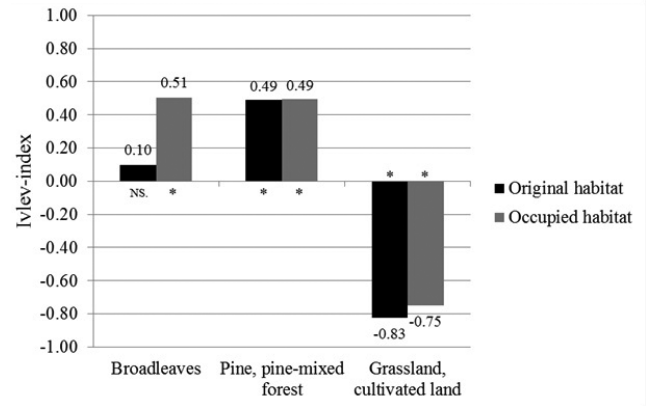 1.00
0.80
0.60
0.40
0.20
0.00
-0.20
-0.40
-0.60
-0.80
-1.00
Ivlev-index
0.10
0.51
0.49
0.49
NS.
*
*
*
*
*
-0.83
-0.75
Broadleaves
Pine, pine-mixed
forest
Grassland,
cultivated land
Original habitat
Occupied habitat